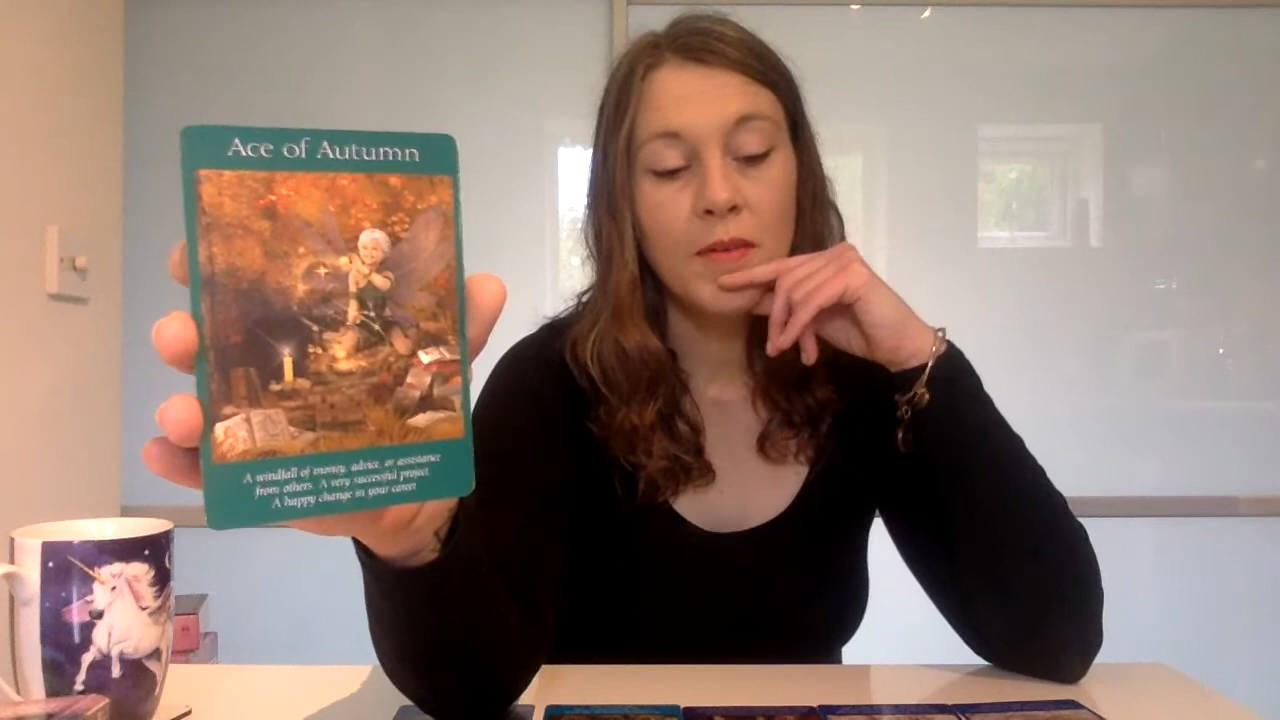 Ace of Autumn
A windfall of money, advice, or assistance
from others. A very successful project.
A happy change in your career.